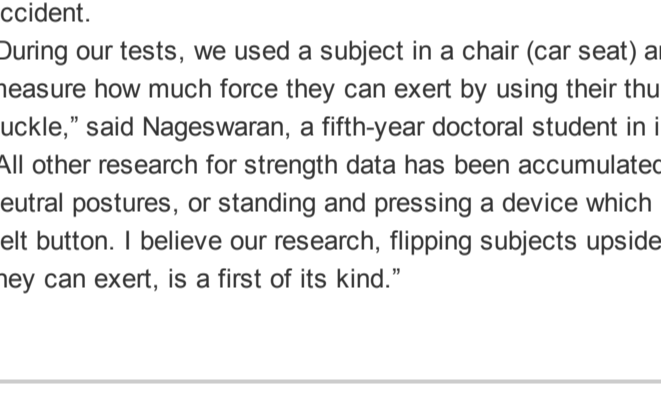 ccident.
During our tests, we used a subject in a chair (car seat) a
measure how much force they can exert by using their thu
uckle,” said Nageswaran, a fifth-year doctoral student in i
All other research for strength data has been accumulated
eutral postures, or standing and pressing a device which
elt button. I believe our research, flipping subjects upside
hey can exert, is a first of its kind.”